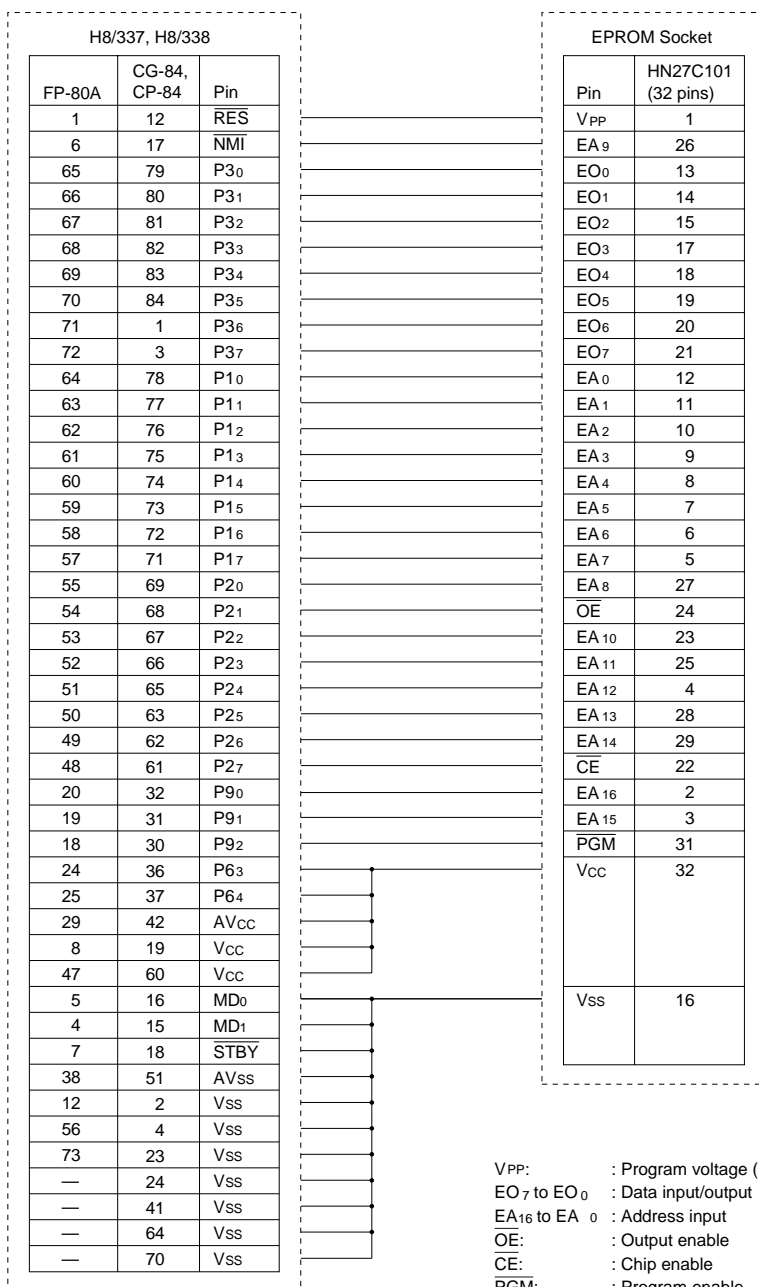 H8/337, H8/338 EPROM Socket
FP-80A CG-84, CP-84 Pin Pin HN27C101 (32 pins)
1 12 RES VPP 1
6 17 NMI EA9 26
65 79 P30 EO0 13
66 80 P31 EO1 14
67 81 P32 EO2 15
68 82 P33 EO3 17
69 83 P34 EO4 18
70 84 P35 EO5 19
71 1 P36 EO6 20
72 3 P37 EO7 21
64 78 P10 EA0 12
63 77 P11 EA1 11
62 76 P12 EA2 10
61 75 P13 EA3 9
60 74 P14 EA4 8
59 73 P15 EA5 7
58 72 P16 EA6 6
57 71 P17 EA7 5
55 69 P20 EA8 27
54 68 P21 OE 24
53 67 P22 EA10 23
52 66 P23 EA11 25
51 65 P24 EA12 4
50 63 P25 EA13 28
49 62 P26 EA14 29
48 61 P27 CE 22
20 32 P90 EA16 2
19 31 P91 EA15 3
18 30 P92 PGM 31
24 36 P63 VCC 32
25 37 P64
29 42 AVCC
8 19 VCC
47 60 VCC
5 16 MD0 VSS 16
4 15 MD1
7 18 STBY
38 51 AVSS
12 2 VSS
56 4 VSS
73 23 VSS
— 24 VSS
— 41 VSS
— 64 VSS
— 70 VSS
VPP: : Program voltage (
EO7 to EO0 : Data input/output
EA16 to EA0 : Address input
OE: : Output enable
CE: : Chip enable
PGM: : Program enable